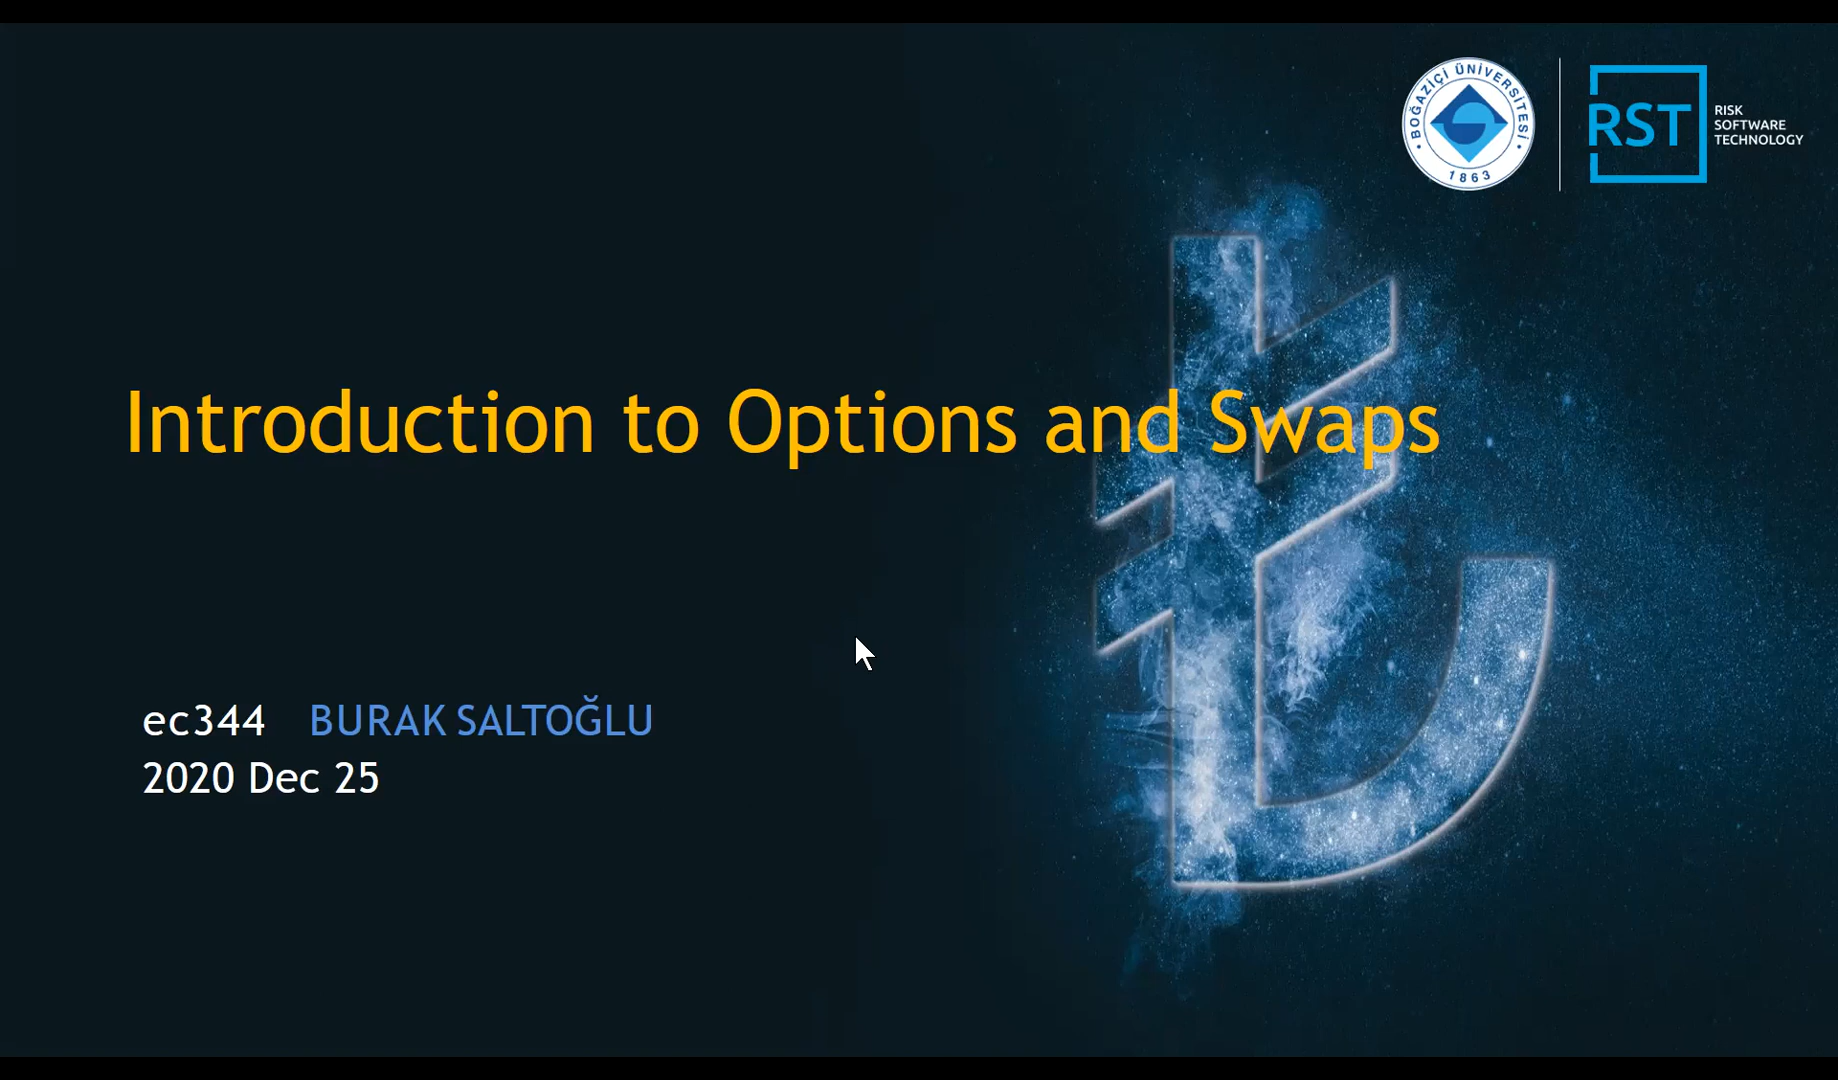 BOĞAZİÇİ ÜNİVERSİTESİ
1863
RST
RISK
SOFTWARE
TECHNOLOGY
Introduction to Options and Swaps
ec344 BURAK SALTOĞLU
2020 Dec 25